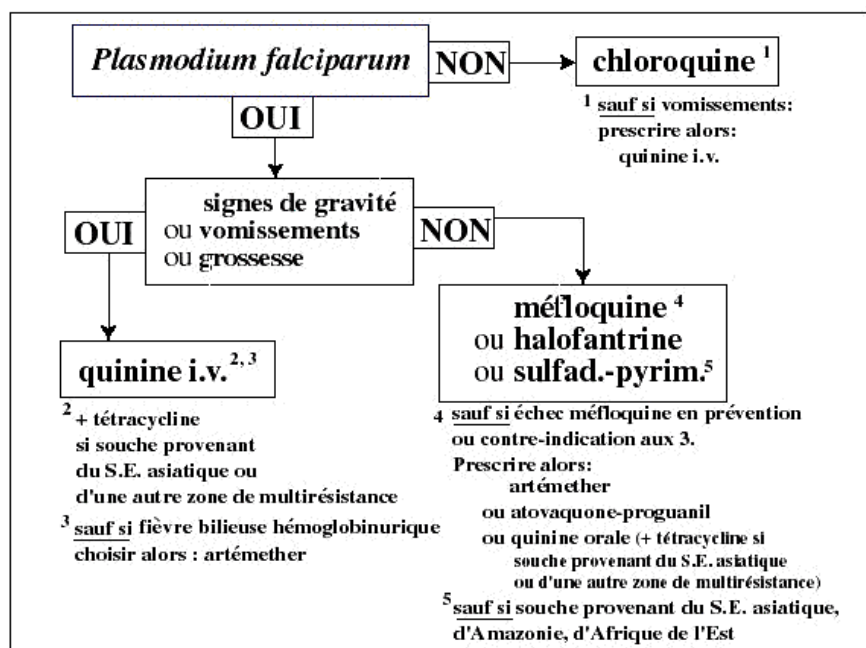 Plasmodium falciparum
NON
chloroquine 1
1 sauf si vomissements:
prescrire alors:
quinine i.v.
OUI
signes de gravité
ou vomissements
ou grossesse
OUI
NON
quinine i.v. 2, 3
2 + tétracycline
si souche provenant
du S.E. asiatique ou
d'une autre zone de multirésistance
3 sauf si fièvre bilieuse hémoglobinurique
choisir alors : artémether
méfloquine 4
ou halofantrine
ou sulfad.-pyrim. 5
4 sauf si échec méfloquine en prévention
ou contre-indication aux 3.
Prescrire alors:
artémether
ou atovaquone-proguanil
ou quinine orale (+ tétracycline si
souche provenant du S.E. asiatique
ou d'une autre zone de multirésistance)
5 sauf si souche provenant du S.E. asiatique,
d'Amazonie, d'Afrique de l'Est